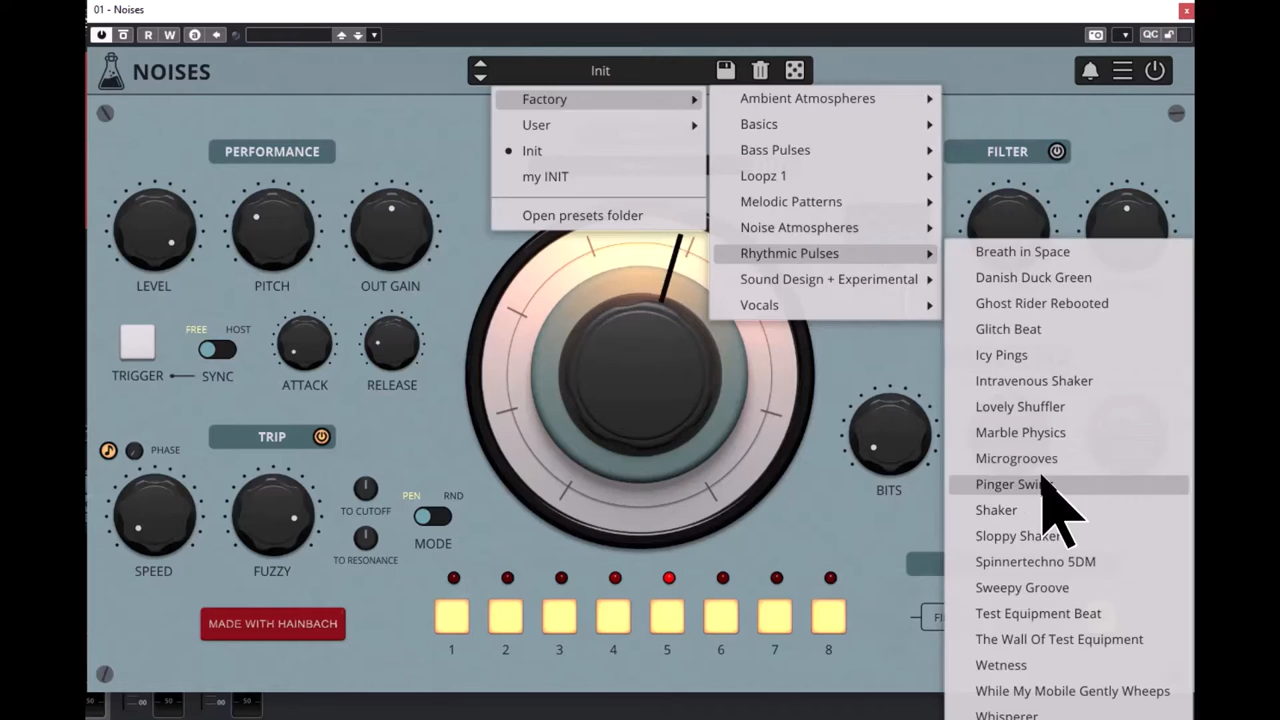 01 - Noises
R W a QC
NOISES
Init
PERFORMANCE
LEVEL PITCH OUT GAIN
FREE HOST
TRIGGER SYNC ATTACK RELEASE
TRIP
PHASE
TO CUTOFF
TO RESONANCE
PEN RND
MODE
SPEED FUZZY
MADE WITH HAINBACH
1 2 3 4 5 6 7 8
BITS
FILTER
Factory
User
Init
my INIT
Open presets folder
Ambient Atmospheres
Basics
Bass Pulses
Loopz 1
Melodic Patterns
Noise Atmospheres
Rhythmic Pulses
Sound Design + Experimental
Vocals
Breath in Space
Danish Duck Green
Ghost Rider Rebooted
Glitch Beat
Icy Pings
Intravenous Shaker
Lovely Shuffler
Marble Physics
Microgrooves
Pinger
Shaker
Sloppy Shaker
Spinnertechno 5DM
Sweepy Groove
Test Equipment Beat
The Wall Of Test Equipment
Wetness
While My Mobile Gently Wheeps
Whisperer
50 00 50 00 50